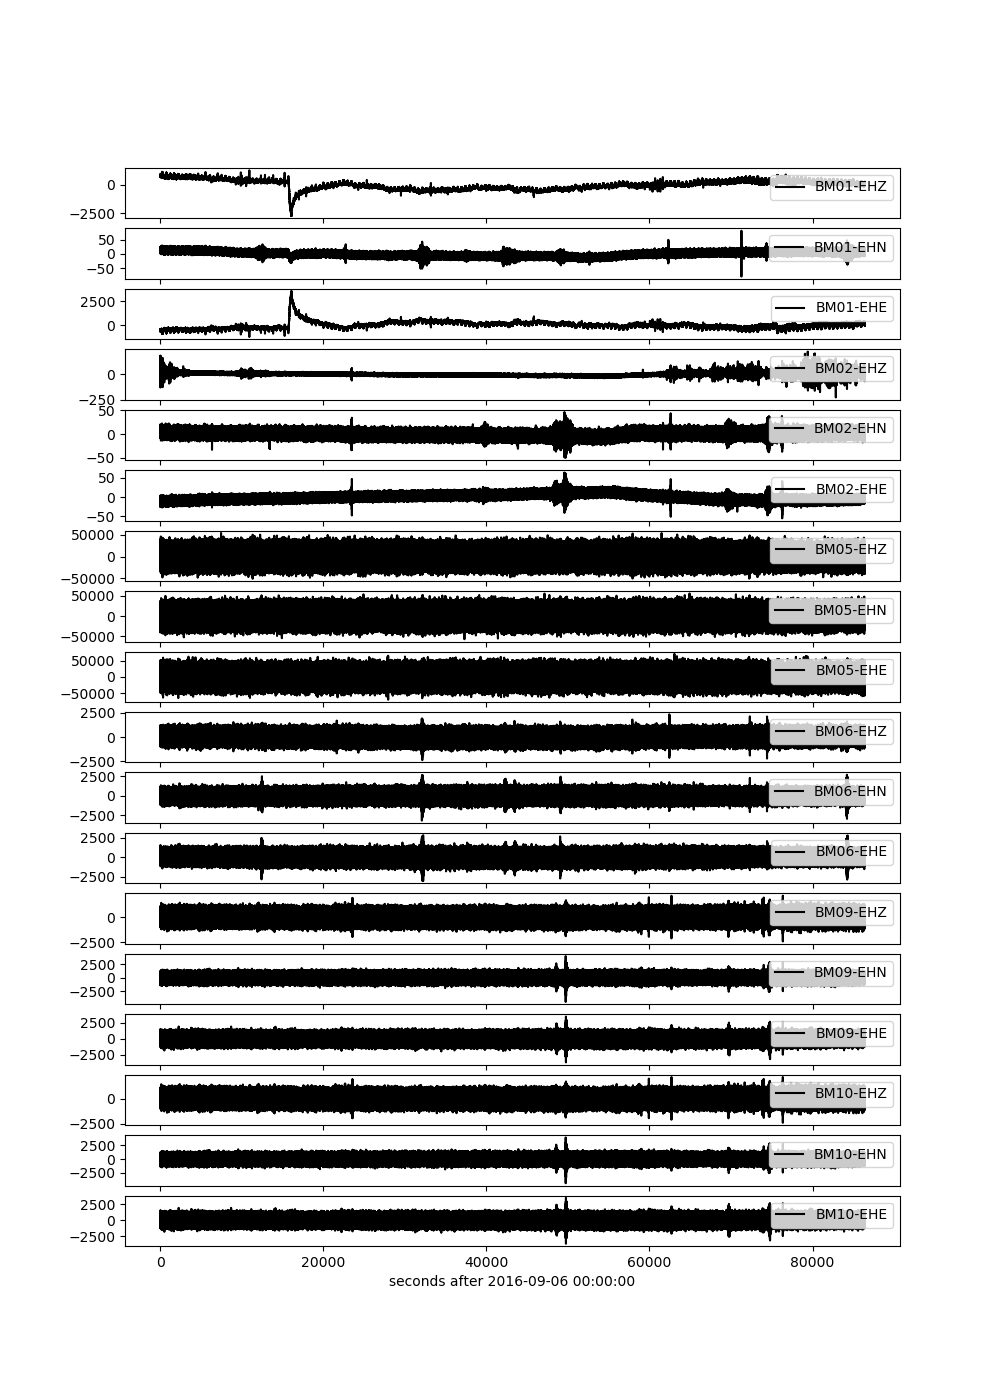 0
−2500
BM01-EHZ
50
0
−50
BM01-EHN
2500
0
BM01-EHE
0
−250
BM02-EHZ
50
0
−50
BM02-EHN
50
0
−50
BM02-EHE
50000
0
−50000
BM05-EHZ
50000
0
−50000
BM05-EHN
50000
0
−50000
BM05-EHE
2500
0
−2500
BM06-EHZ
2500
0
−2500
BM06-EHN
2500
0
−2500
BM06-EHE
0
−2500
BM09-EHZ
2500
0
−2500
BM09-EHN
2500
0
−2500
BM09-EHE
0
−2500
BM10-EHZ
2500
0
−2500
BM10-EHN
2500
0
−2500
BM10-EHE
0 20000 40000 60000 80000
seconds after 2016-09-06 00:00:00